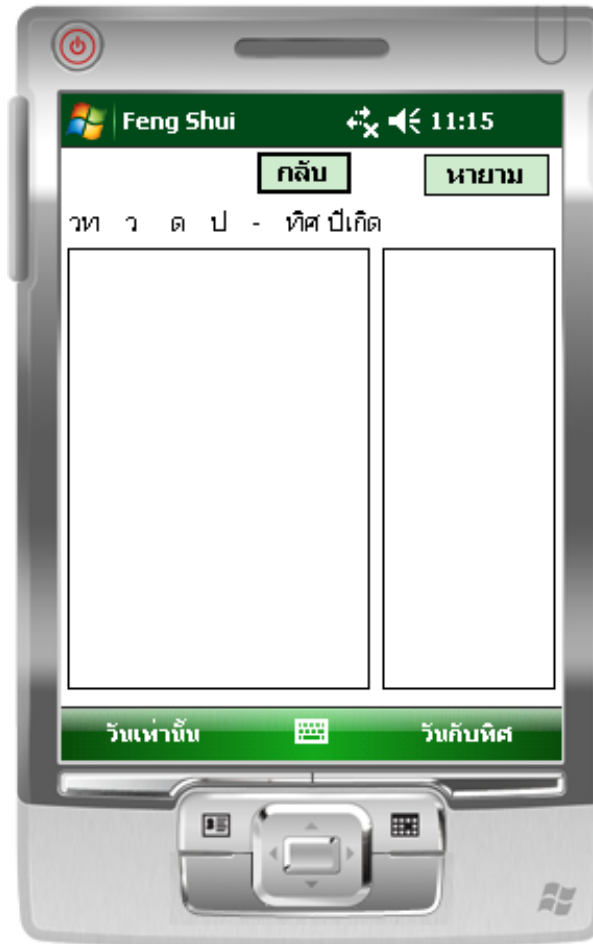 Feng Shui 11:15
กลับ หายาม
วท ว ด ป - ทิศ ปีเกิด
วันเท่านั้น วันกับทิศ